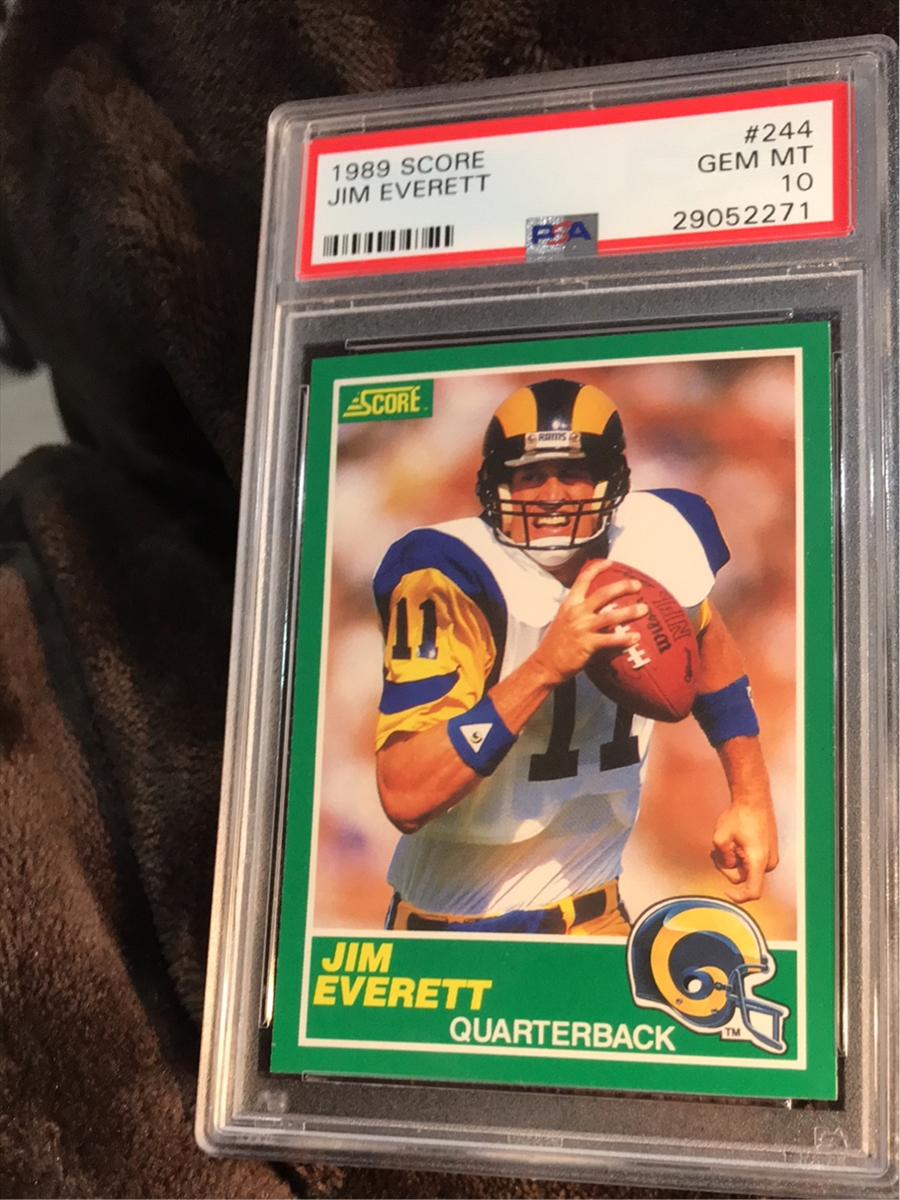 1989 SCORE
JIM EVERETT
#244
GEM MT
10
29052271
PSA
SCORE
RAMS
11
Wilson
NFL
11
JIM
EVERETT
QUARTERBACK
TM